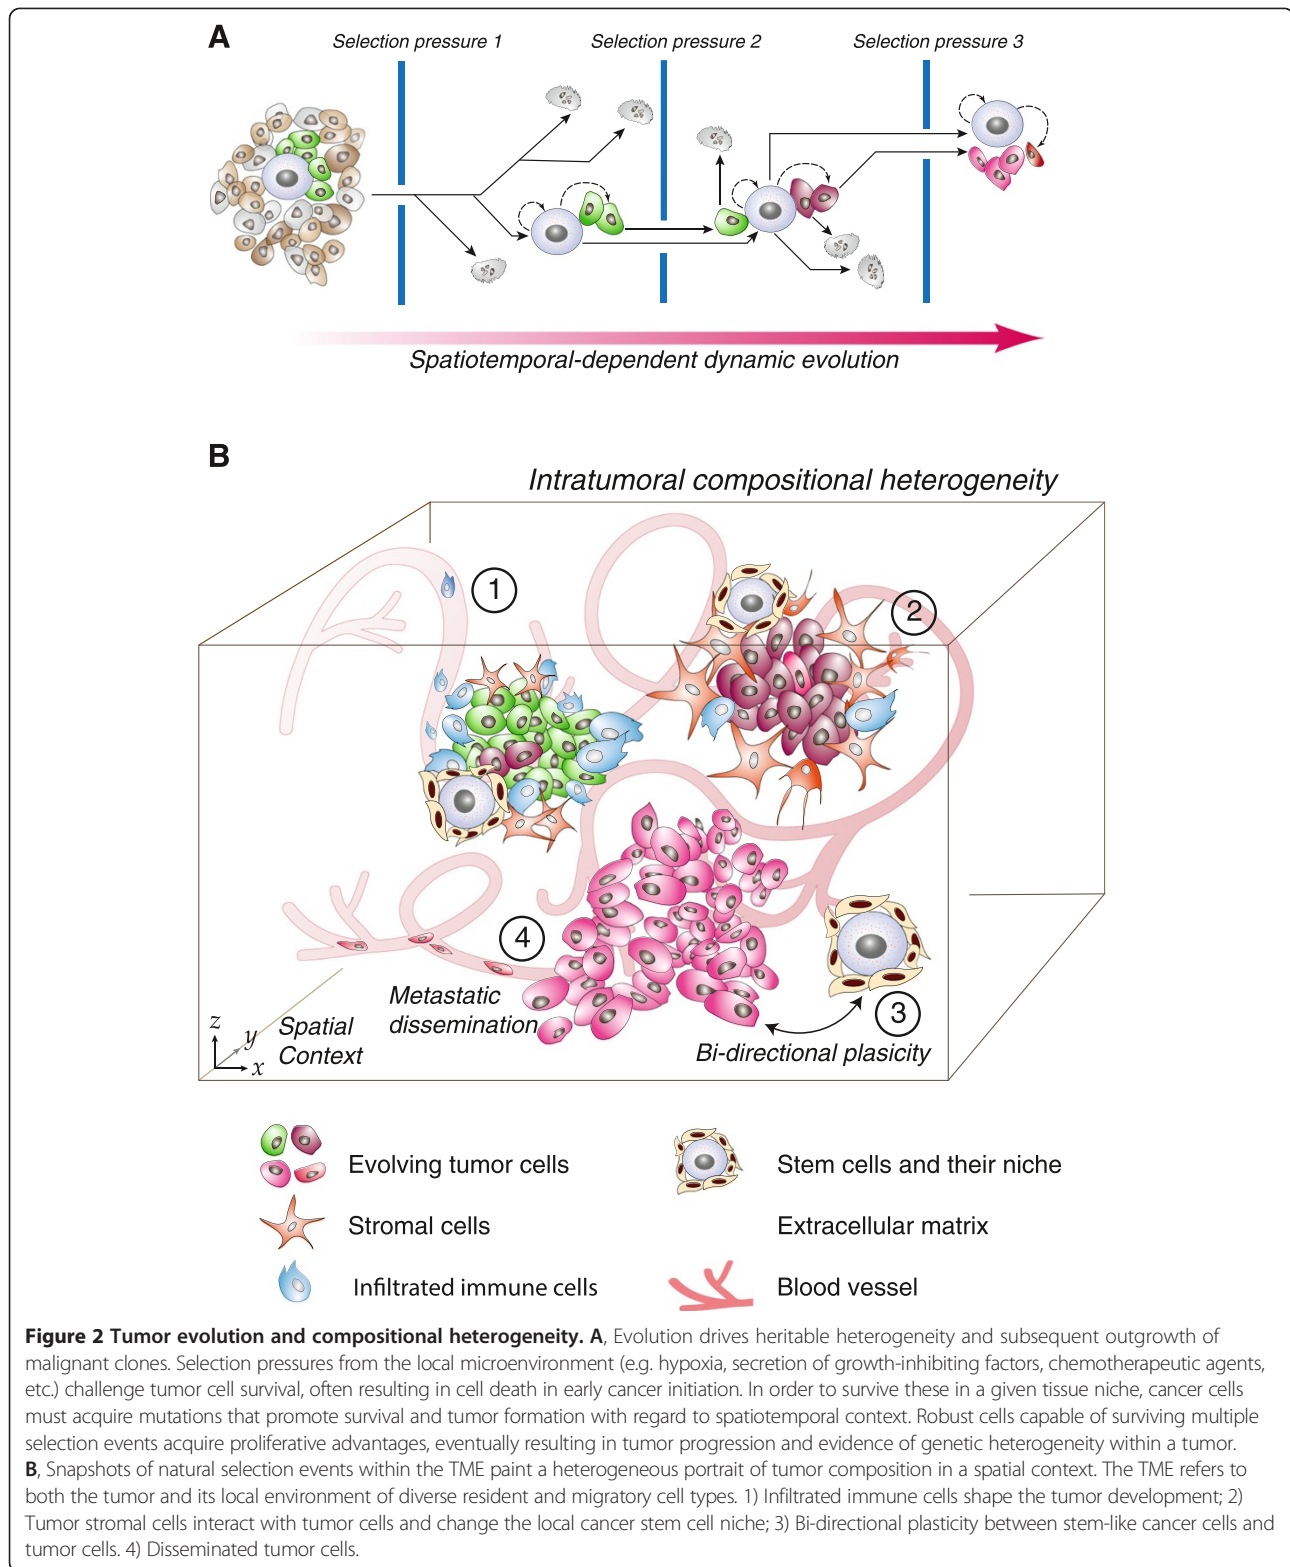 A
Selection pressure 1
Selection pressure 2
Selection pressure 3
Spatiotemporal-dependent dynamic evolution
B
Intratumoral compositional heterogeneity
1
2
4
Metastatic
dissemination
3
Bi-directional plasicity
z
y
x
Spatial
Context
Evolving tumor cells
Stem cells and their niche
Stromal cells
Extracellular matrix
Infiltrated immune cells
Blood vessel
Figure 2 Tumor evolution and compositional heterogeneity. A, Evolution drives heritable heterogeneity and subsequent outgrowth of
malignant clones. Selection pressures from the local microenvironment (e.g. hypoxia, secretion of growth-inhibiting factors, chemotherapeutic agents,
etc.) challenge tumor cell survival, often resulting in cell death in early cancer initiation. In order to survive these in a given tissue niche, cancer cells
must acquire mutations that promote survival and tumor formation with regard to spatiotemporal context. Robust cells capable of surviving multiple
selection events acquire proliferative advantages, eventually resulting in tumor progression and evidence of genetic heterogeneity within a tumor.
B, Snapshots of natural selection events within the TME paint a heterogeneous portrait of tumor composition in a spatial context. The TME refers to
both the tumor and its local environment of diverse resident and migratory cell types. 1) Infiltrated immune cells shape the tumor development; 2)
Tumor stromal cells interact with tumor cells and change the local cancer stem cell niche; 3) Bi-directional plasticity between stem-like cancer cells and
tumor cells. 4) Disseminated tumor cells.